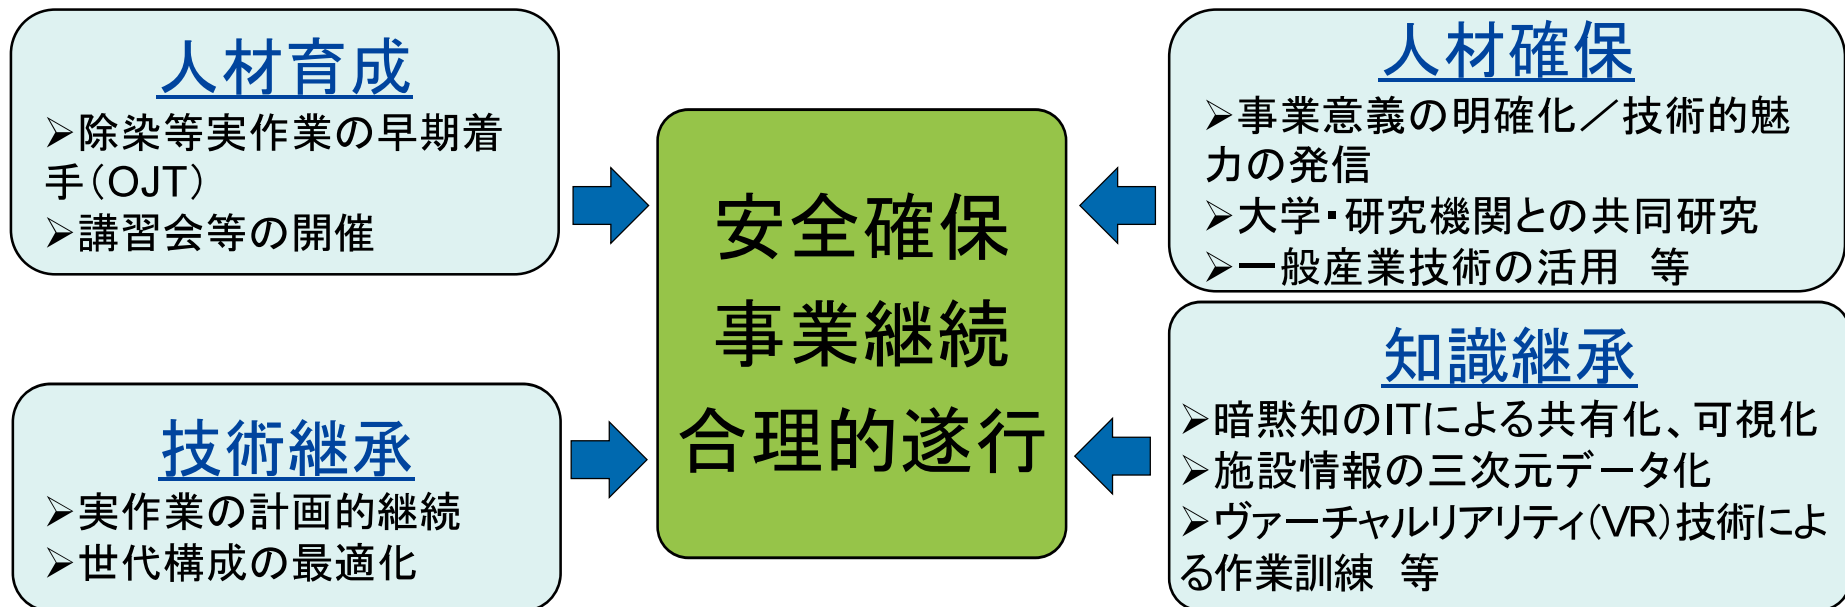 人材育成
➢除染等実作業の早期着
手(OJT)
➢講習会等の開催
技術継承
➢実作業の計画的継続
➢世代構成の最適化
安全確保
事業継続
合理的遂行
人材確保
➢事業意義の明確化／技術的魅
力の発信
➢大学・研究機関との共同研究
➢一般産業技術の活用　等
知識継承
➢暗黙知のITによる共有化、可視化
➢施設情報の三次元データ化
➢ヴァーチャルリアリティ(VR)技術によ
る作業訓練　等